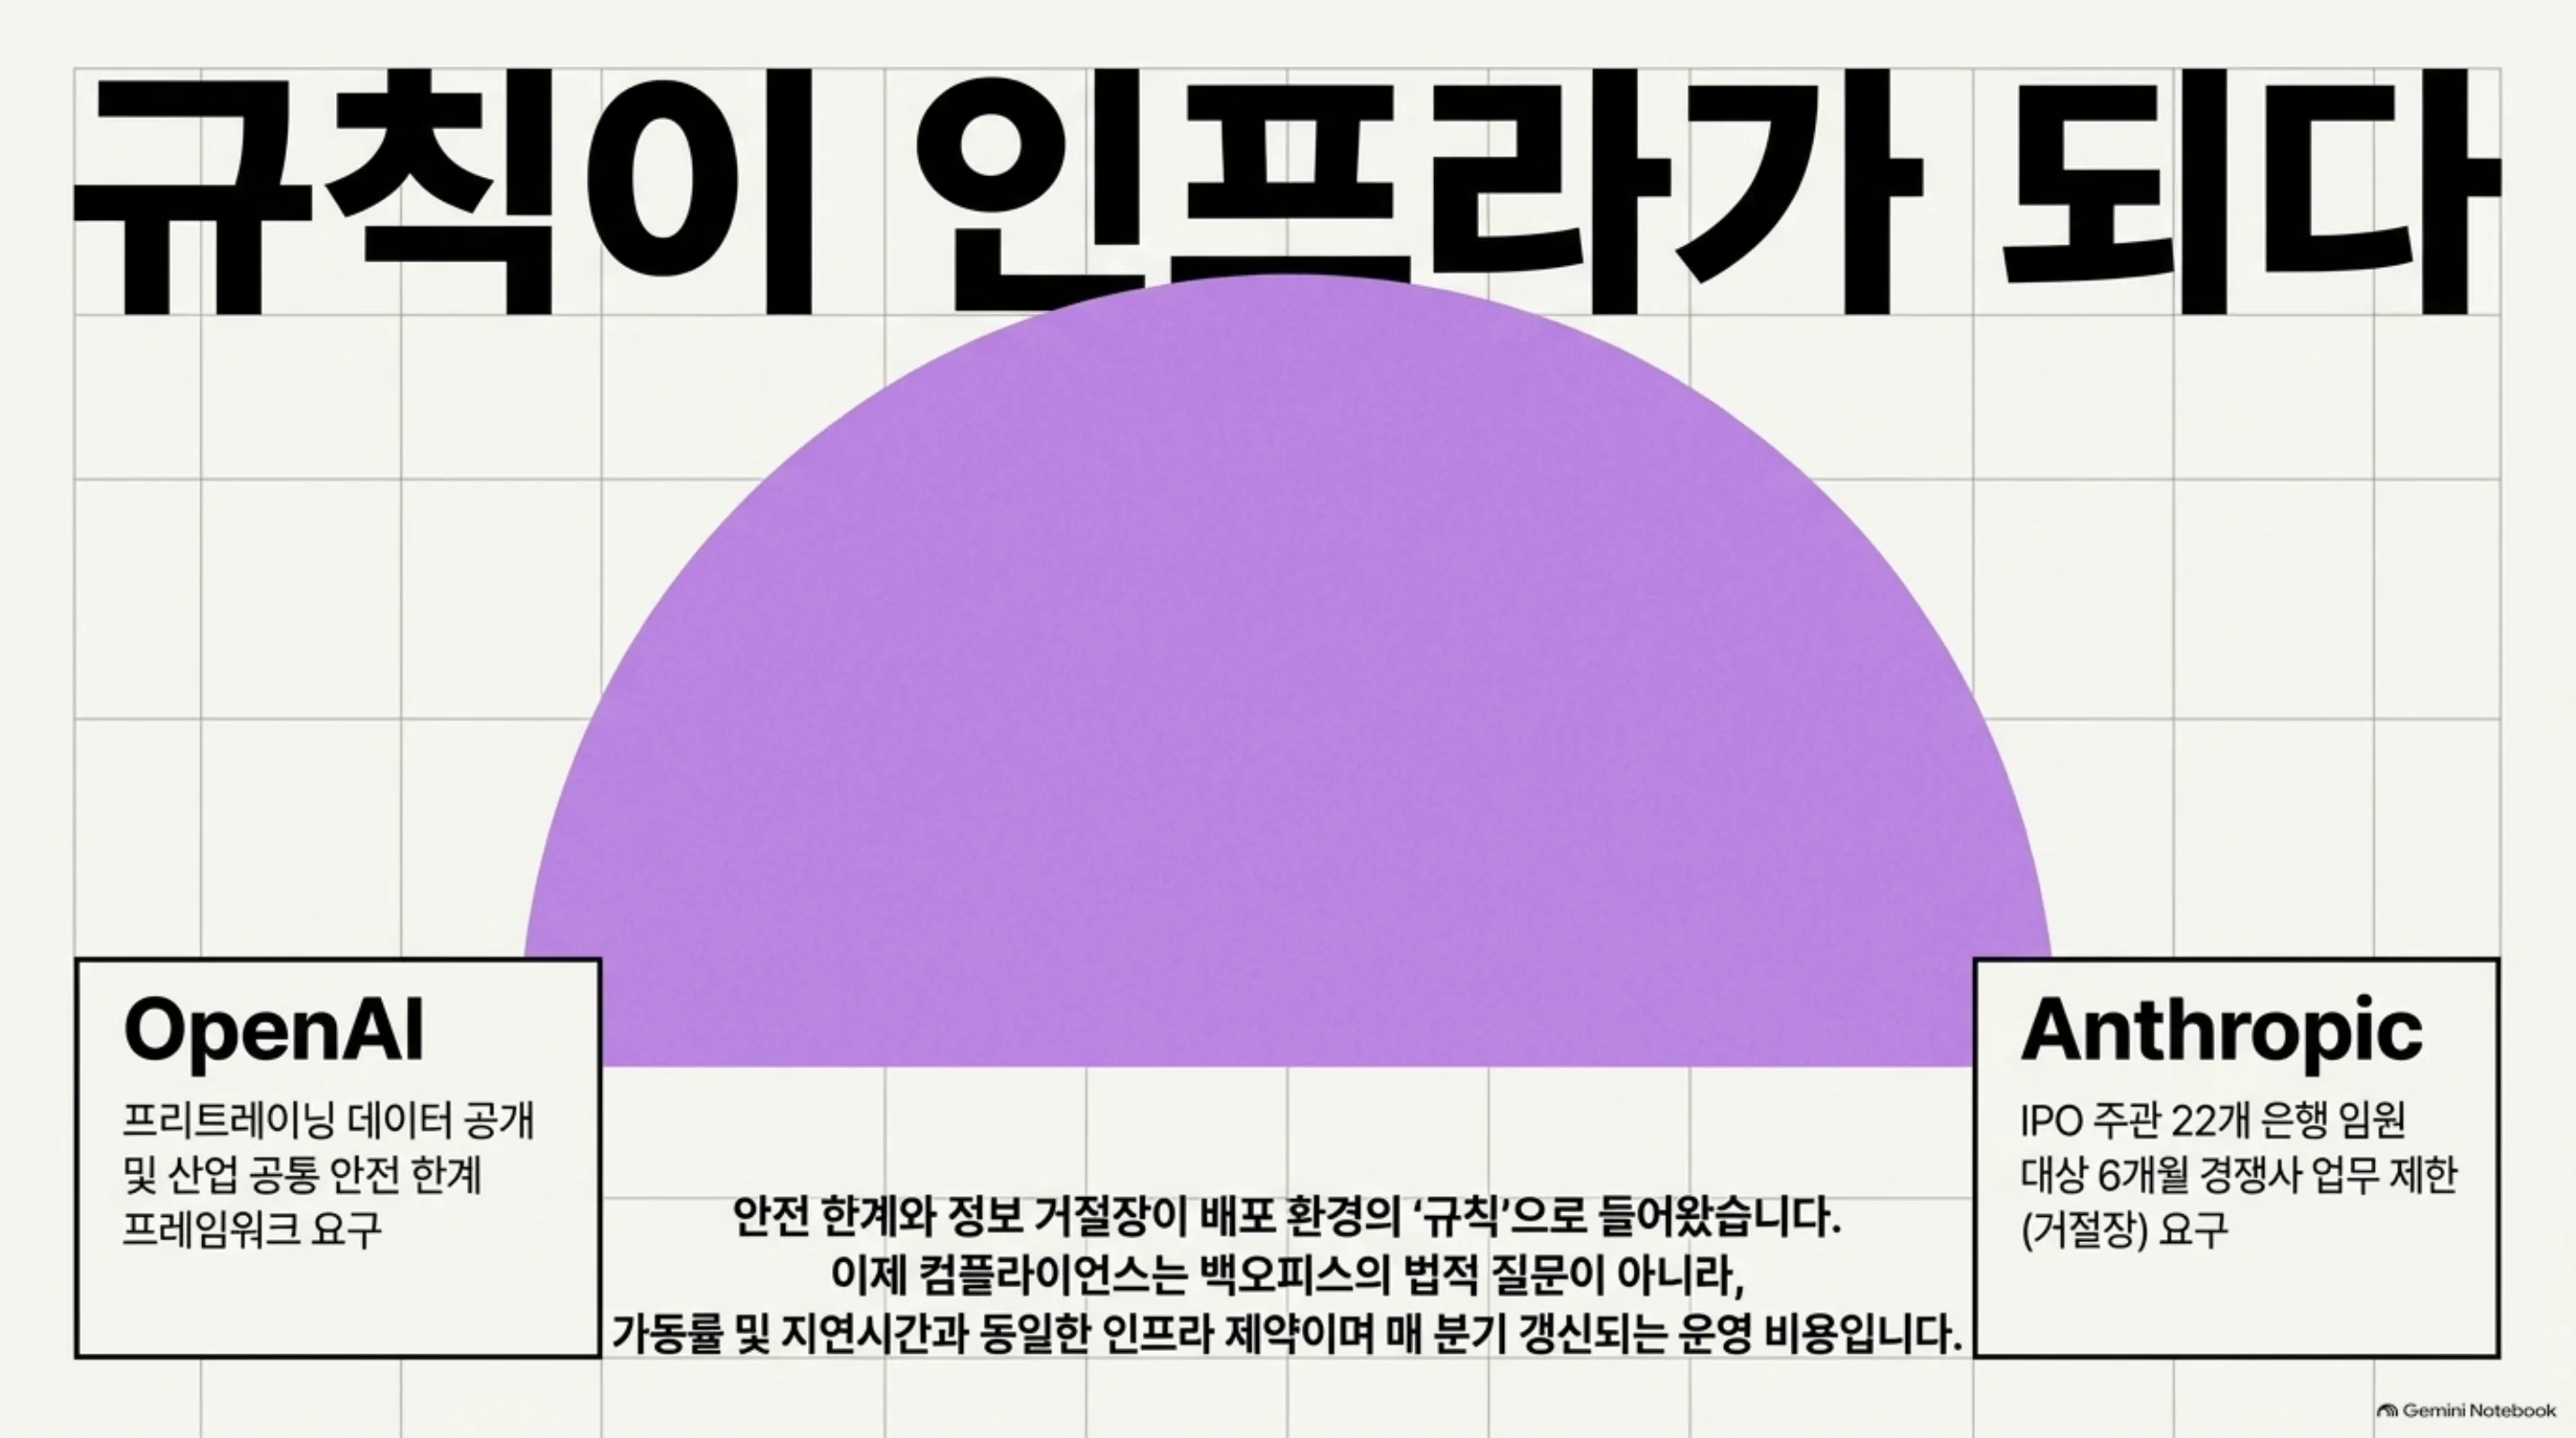 규칙이 인프라가 되다
OpenAI
프리트레이닝 데이터 공개
및 산업 공통 안전 한계
프레임워크 요구
안전 한계와 정보 거절장이 배포 환경의 ‘규칙’으로 들어왔습니다.
이제 컴플라이언스는 백오피스의 법적 질문이 아니라,
가동률 및 지연시간과 동일한 인프라 제약이며 매 분기 갱신되는 운영 비용입니다.
Anthropic
IPO 주관 22개 은행 임원
대상 6개월 경쟁사 업무 제한
(거절장) 요구
Gemini Notebook